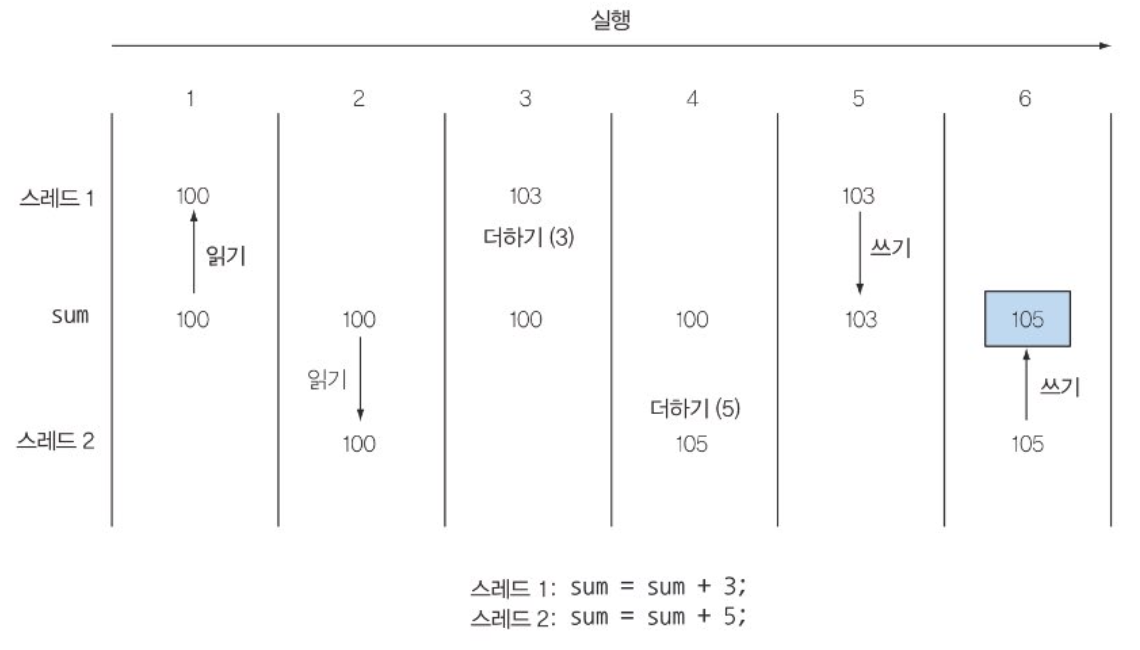 실행
1 2 3 4 5 6
스레드 1 100 103 103
더하기 (3)
읽기 쓰기
sum 100 100 100 100 103 105
읽기 쓰기
더하기 (5)
스레드 2 100 105 105
스레드 1: sum = sum + 3;
스레드 2: sum = sum + 5;